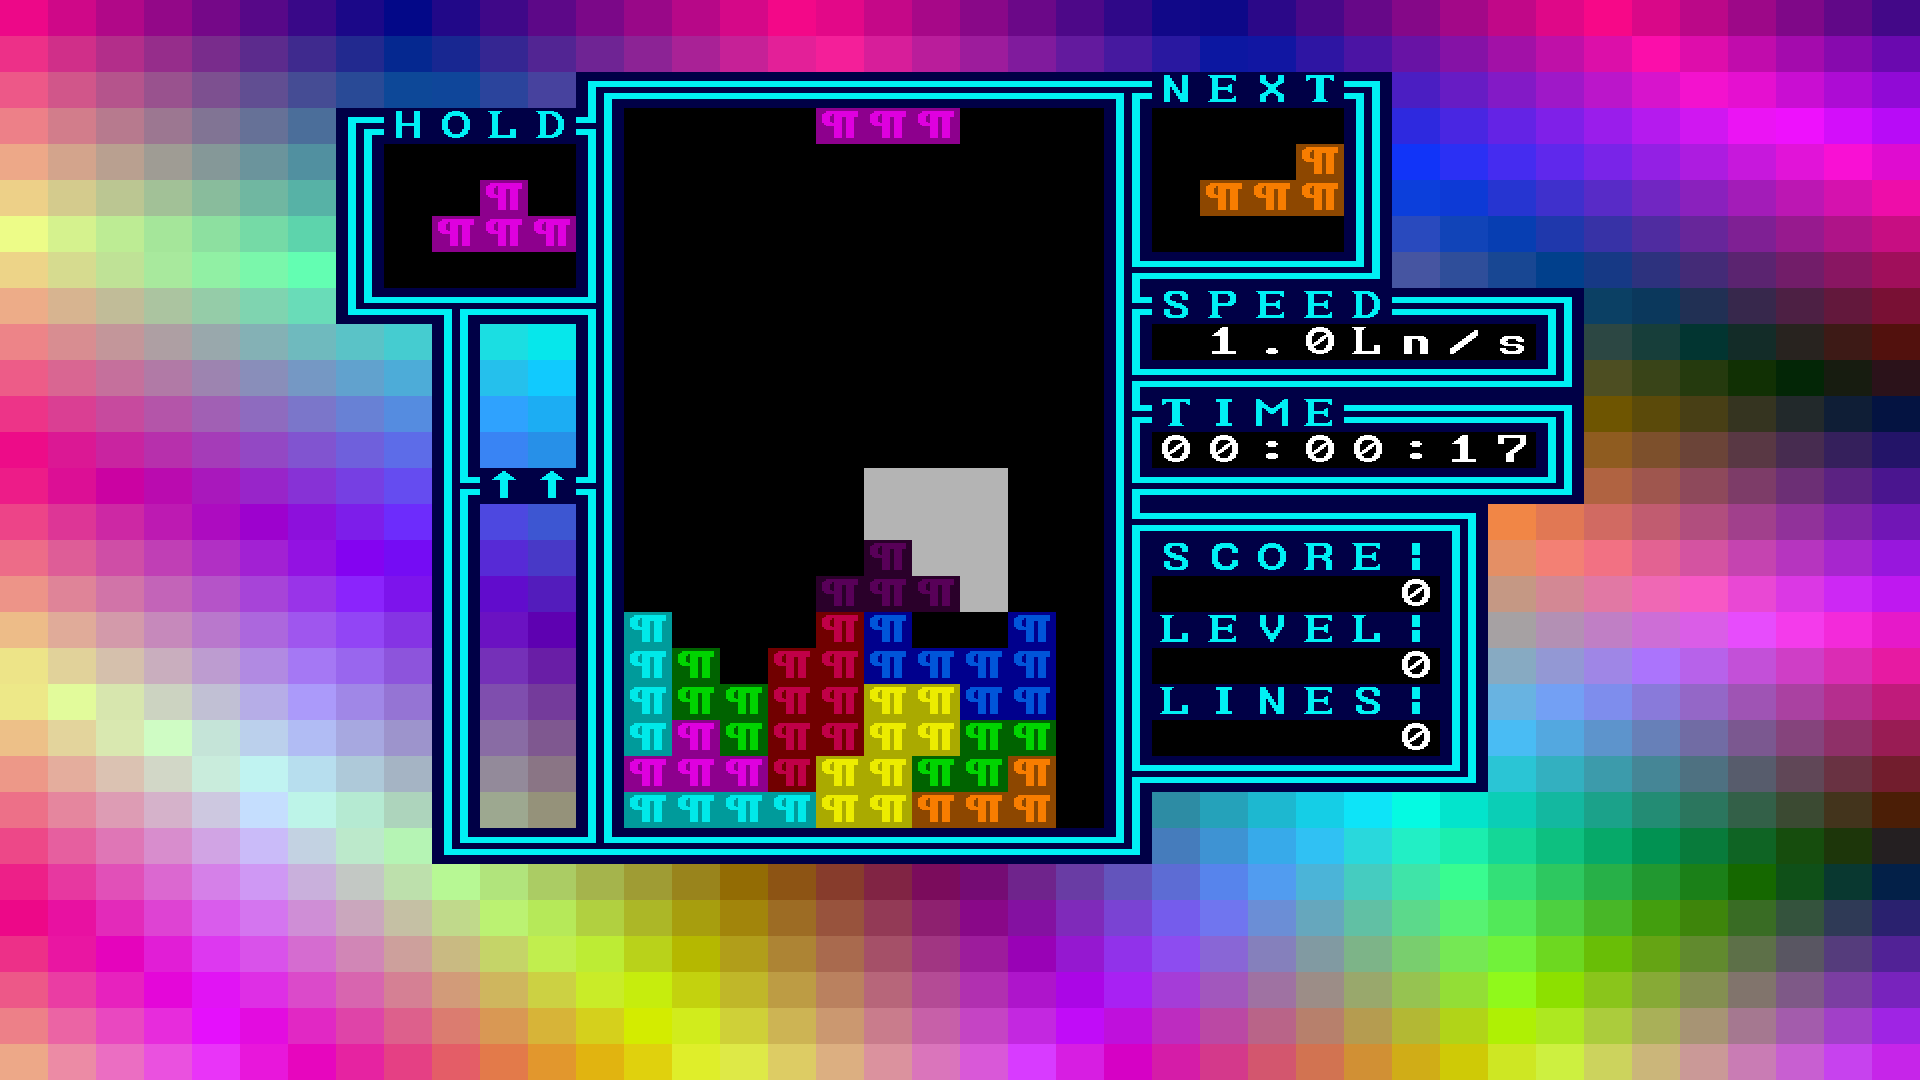 NEXT
HOLD
SPEED
1.0Ln/s
TIME
00:00:17
↑↑
SCORE:
0
LEVEL:
0
LINES:
0